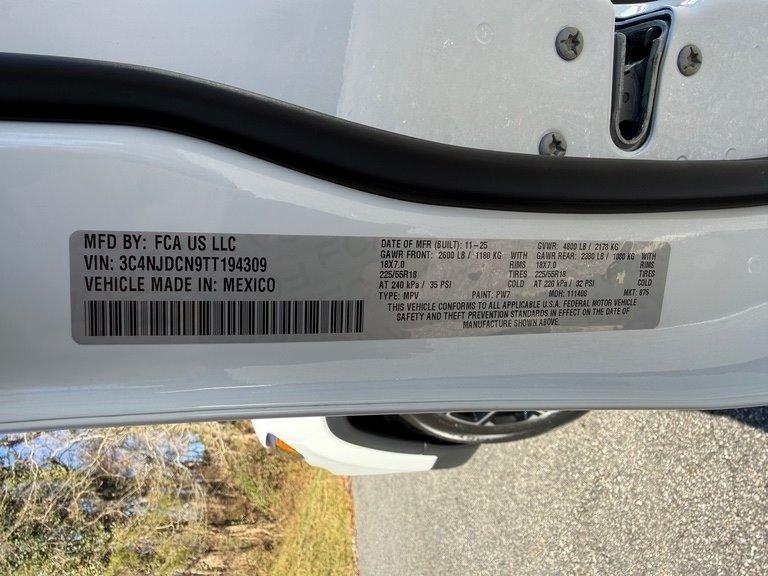 MFD BY: FCA US LLC
VIN: 3C4NJDCN9TT194309
VEHICLE MADE IN: MEXICO
DATE OF MFR (BUILT): 11-25 GVWR: 4800 LB / 2178 KG
GAWR FRONT: 2600 LB / 1180 KG WITH GAWR REAR: 2380 LB / 1080 KG WITH
18X7.0 RIMS 18X7.0 RIMS
225/55R18 TIRES 225/55R18 TIRES
AT 240 kPa / 35 PSI COLD AT 220 kPa / 32 PSI COLD
TYPE: MPV PAINT: PW7 MDH: 111408 MKT: 875
THIS VEHICLE CONFORMS TO ALL APPLICABLE U.S.A. FEDERAL MOTOR VEHICLE
SAFETY AND THEFT PREVENTION STANDARDS IN EFFECT ON THE DATE OF
MANUFACTURE SHOWN ABOVE.